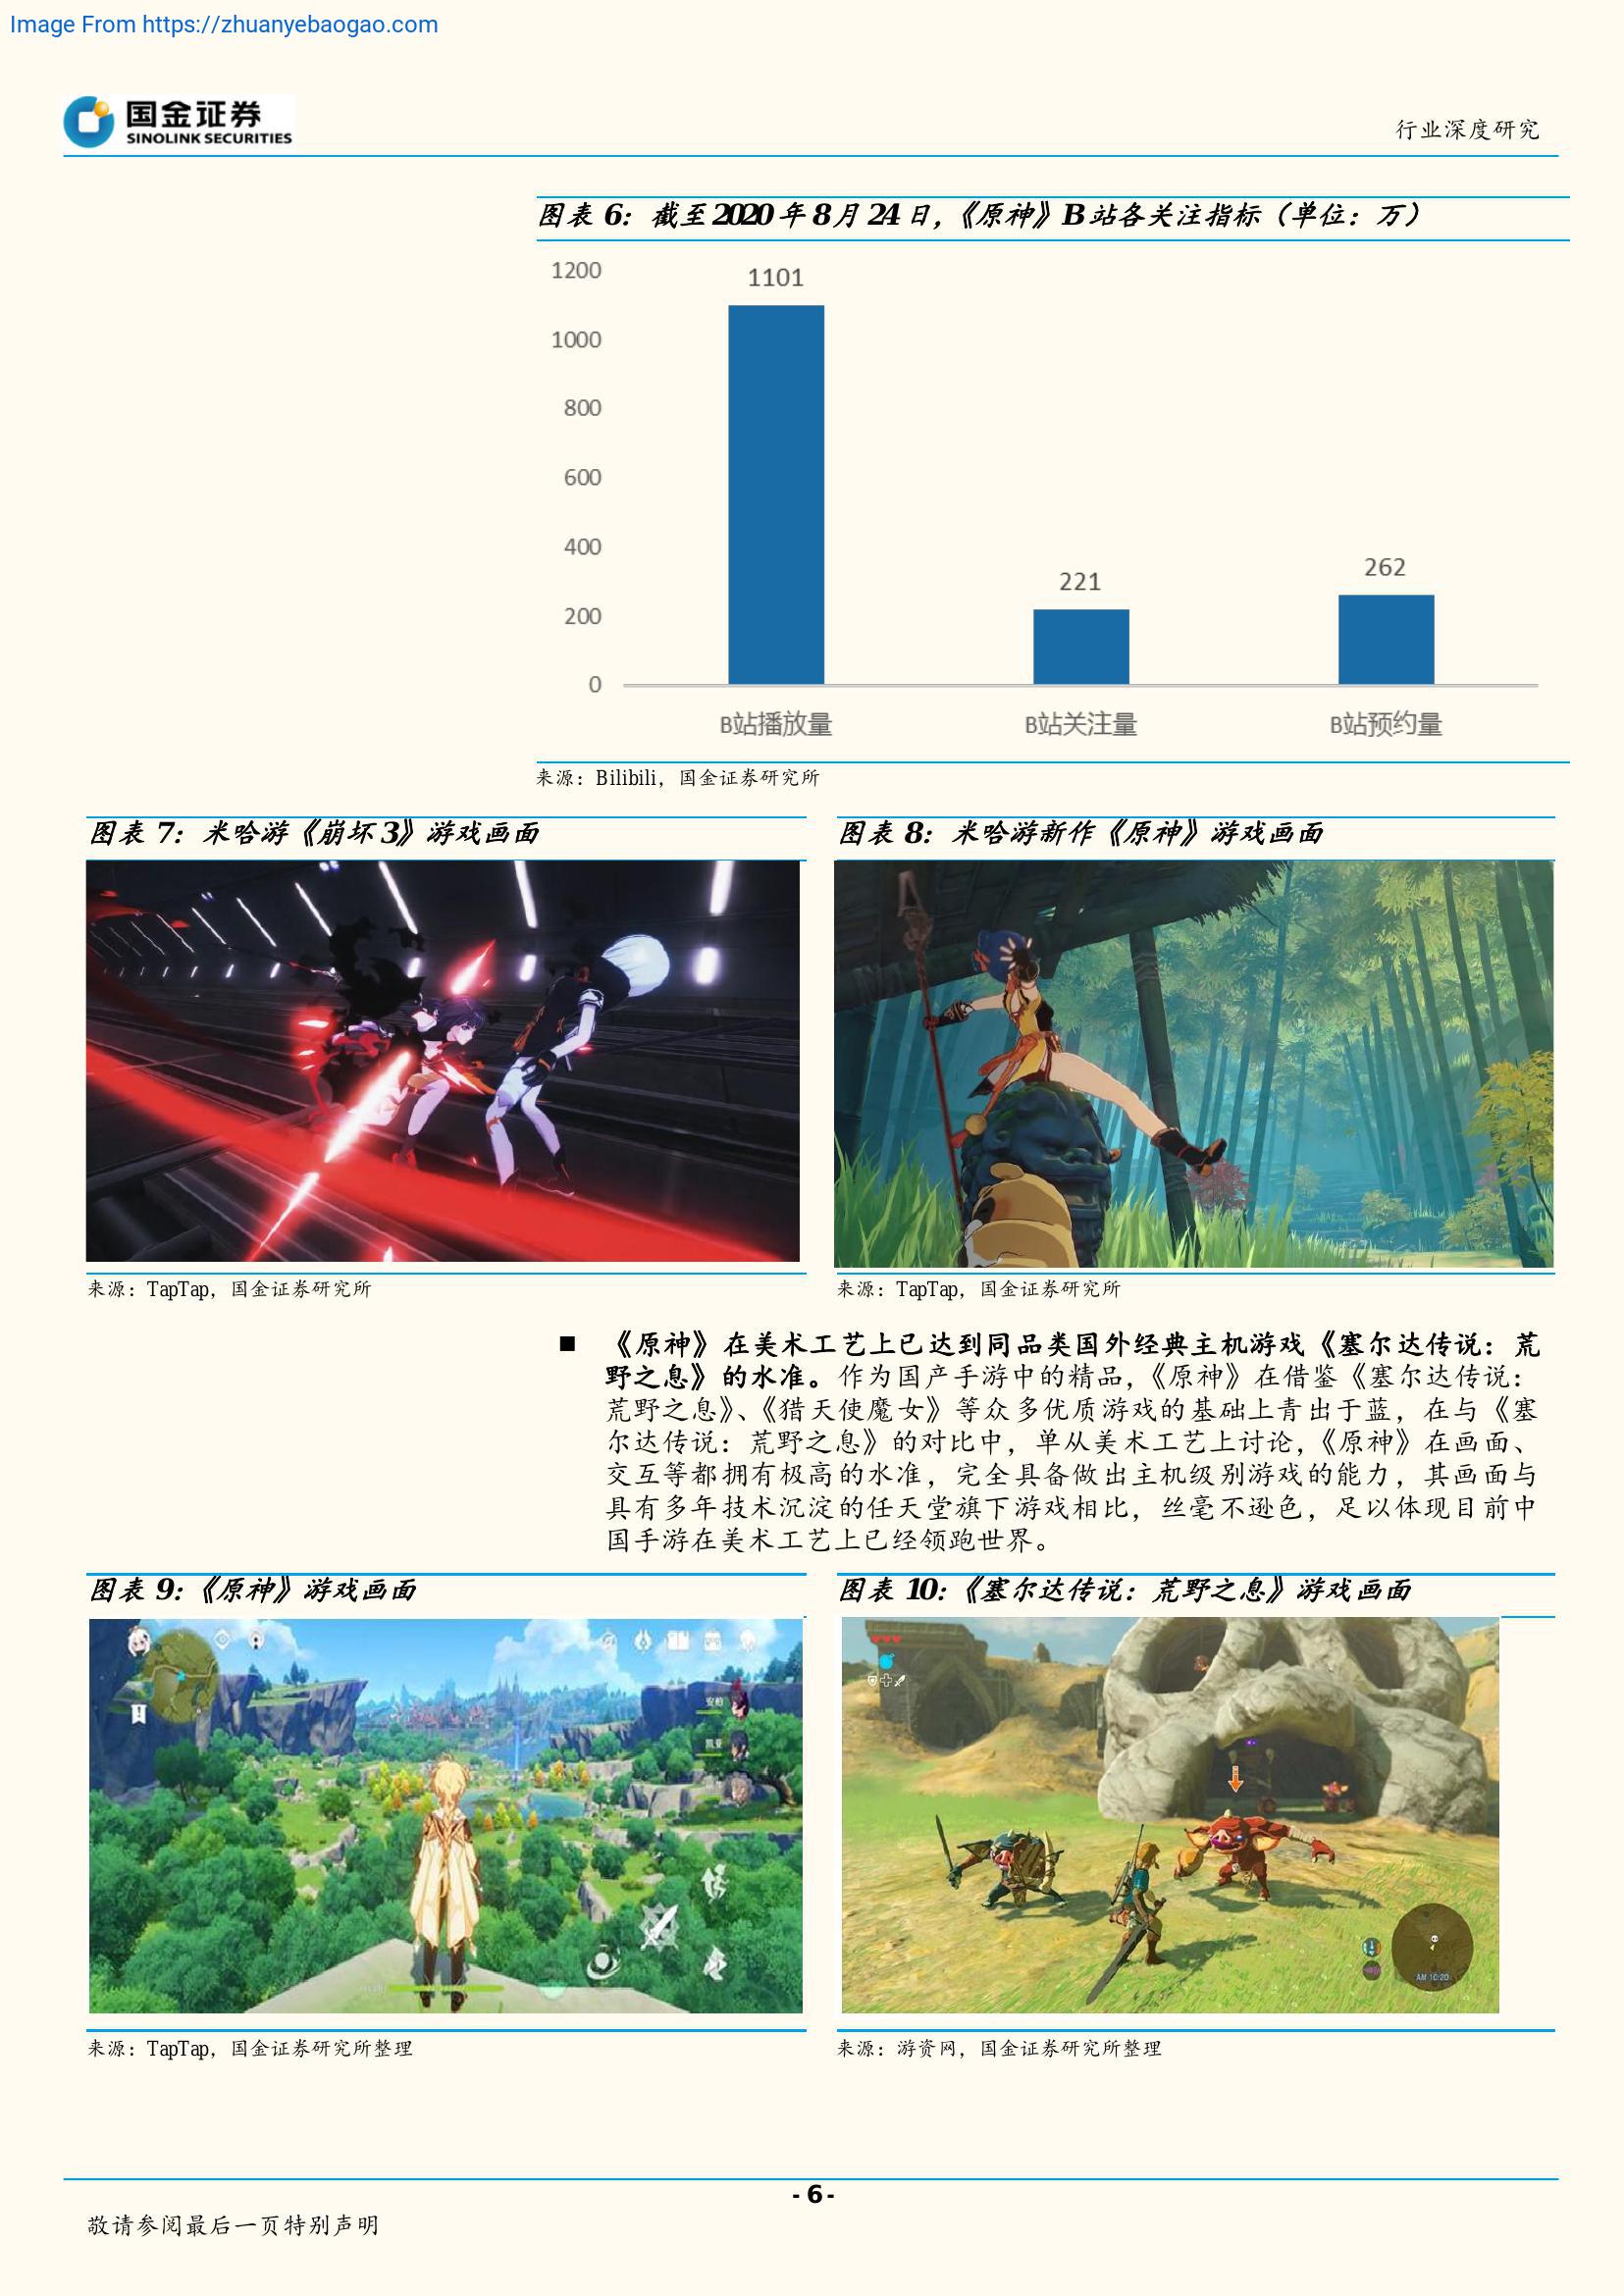 Image From https://zhuanyebaogao.com
国金证券
SINOLINK SECURITIES
行业深度研究
图表 6：截至 2020 年 8 月 24 日，《原神》B 站各关注指标（单位：万）
1200
1000
800
600
400
200
0
1101
221
262
B站播放量
B站关注量
B站预约量
来源：Bilibili，国金证券研究所
图表 7：米哈游《崩坏 3》游戏画面
图表 8：米哈游新作《原神》游戏画面
来源：TapTap，国金证券研究所
来源：TapTap，国金证券研究所
■ 《原神》在美术工艺上已达到同品类国外经典主机游戏《塞尔达传说：荒
野之息》的水准。作为国产手游中的精品，《原神》在借鉴《塞尔达传说：
荒野之息》、《猎天使魔女》等众多优质游戏的基础上青出于蓝，在与《塞
尔达传说：荒野之息》的对比中，单从美术工艺上讨论，《原神》在画面、
交互等都拥有极高的水准，完全具备做出主机级别游戏的能力，其画面与
具有多年技术沉淀的任天堂旗下游戏相比，丝毫不逊色，足以体现目前中
国手游在美术工艺上已经领跑世界。
图表 9：《原神》游戏画面
图表 10：《塞尔达传说：荒野之息》游戏画面
安柏
凯亚
AM 10:20
来源：TapTap，国金证券研究所整理
来源：游资网，国金证券研究所整理
- 6 -
敬请参阅最后一页特别声明